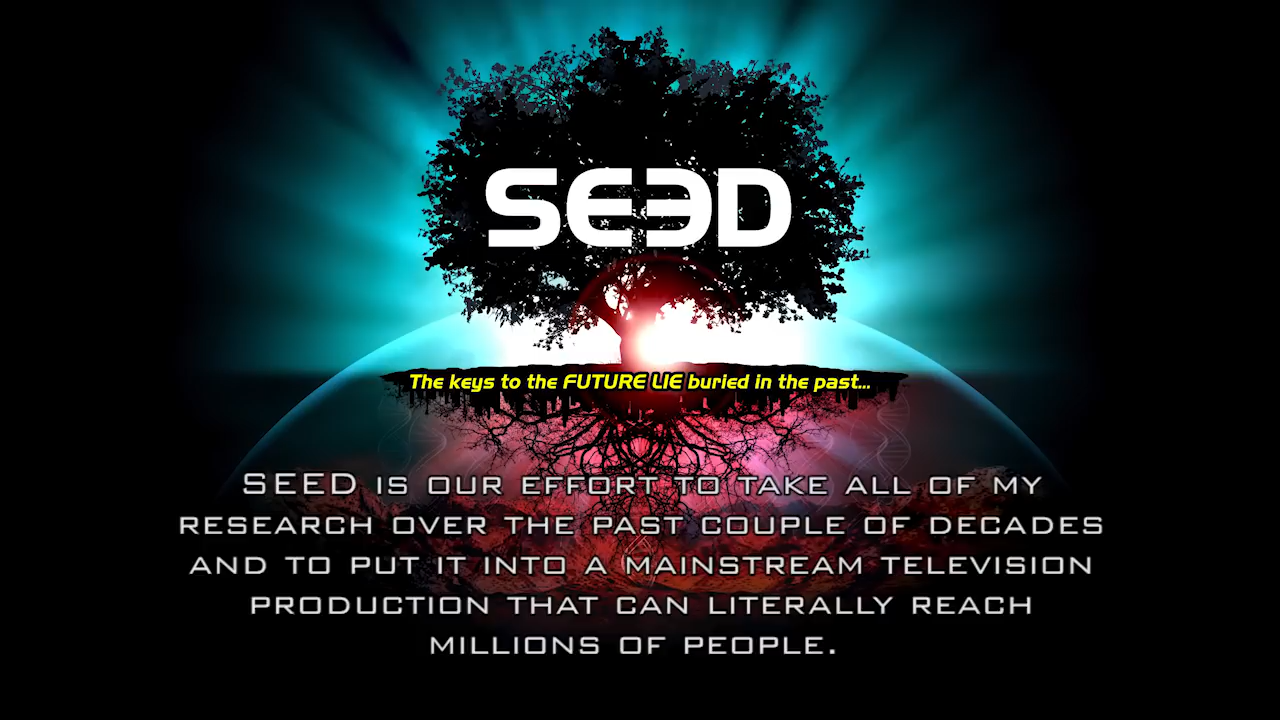 SEED
The keys to the FUTURE LIE buried in the past...
SEED IS OUR EFFORT TO TAKE ALL OF MY
RESEARCH OVER THE PAST COUPLE OF DECADES
AND TO PUT IT INTO A MAINSTREAM TELEVISION
PRODUCTION THAT CAN LITERALLY REACH
MILLIONS OF PEOPLE.